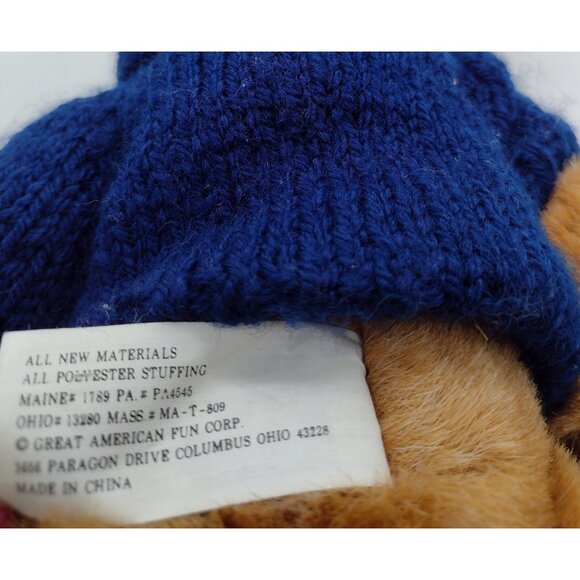 ALL NEW MATERIALS
ALL POLYESTER STUFFING
MAINE# 1789 PA. # PA4545
OHIO# 13280 MASS. # MA-T-809
© GREAT AMERICAN FUN CORP.
3656 PARAGON DRIVE COLUMBUS OHIO 43228
MADE IN CHINA